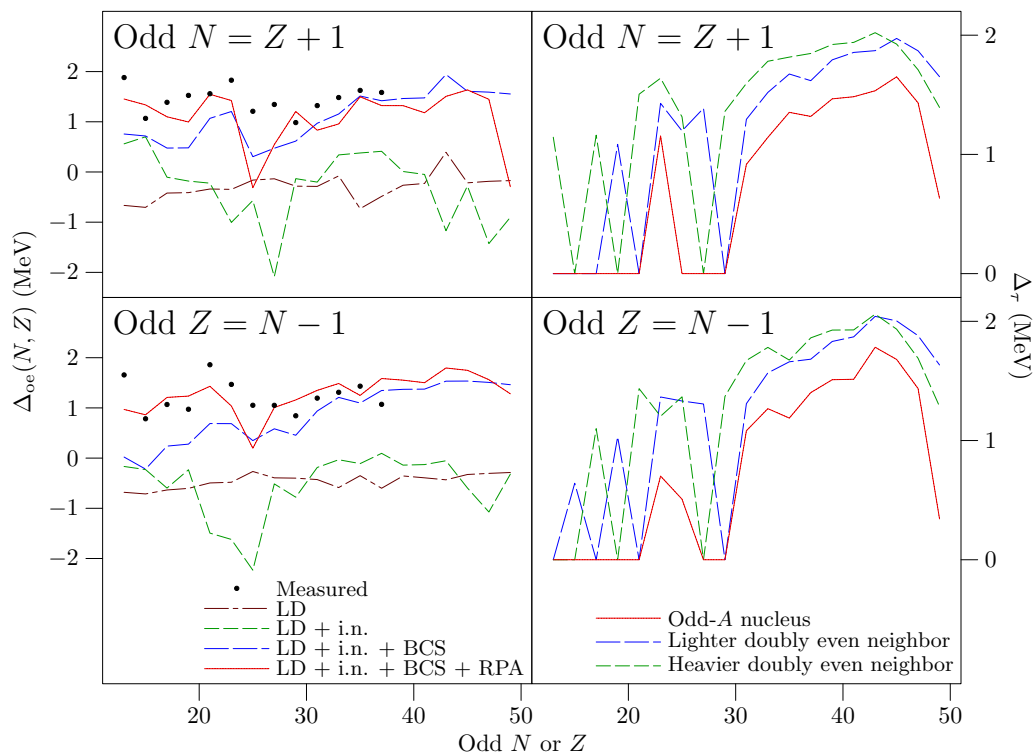 Odd N = Z + 1
Odd N = Z + 1
2
1
0
−1
−2
2
1
0
Δoe(N, Z) (MeV)
Δτ (MeV)
Odd Z = N − 1
Odd Z = N − 1
2
1
0
−1
−2
2
1
0
Measured
LD
LD + i.n.
LD + i.n. + BCS
LD + i.n. + BCS + RPA
Odd-A nucleus
Lighter doubly even neighbor
Heavier doubly even neighbor
20 30 40 50 20 30 40 50
Odd N or Z